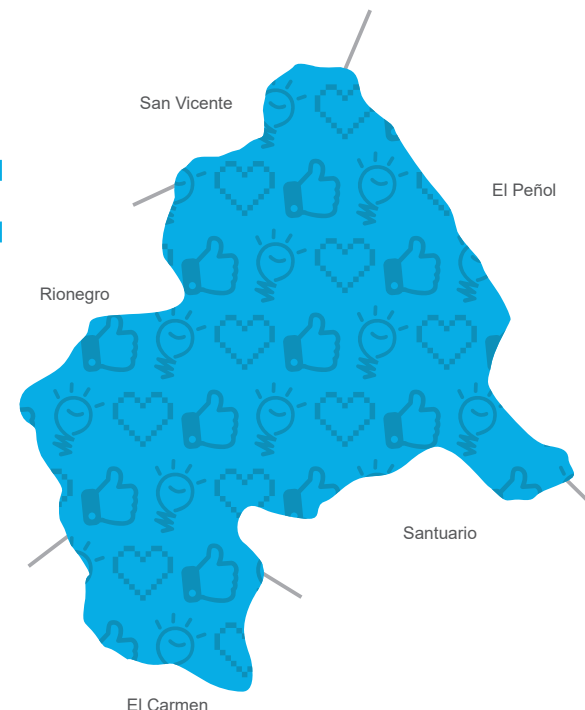 San Vicente
El Peñol
Rionegro
Santuario
El Carmen